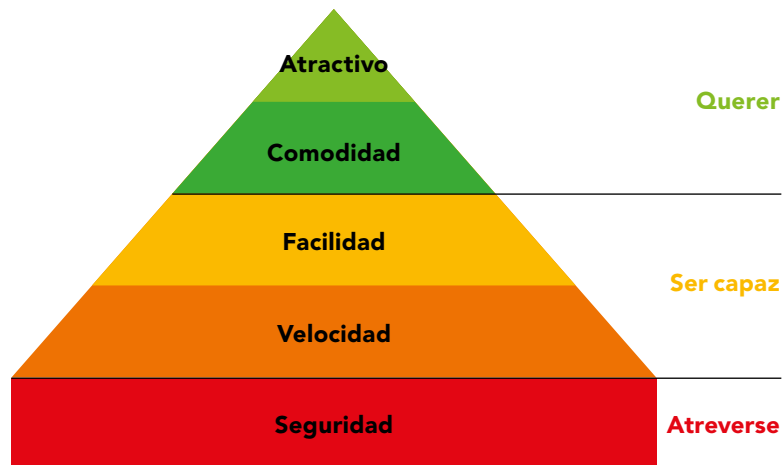 Atractivo
Querer
Comodidad
Facilidad
Ser capaz
Velocidad
Seguridad
Atreverse